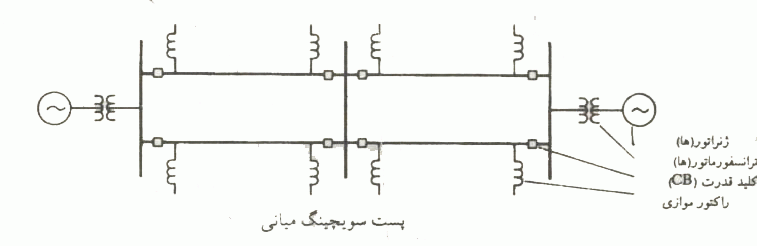 ژنراتور(ها)
ترانسفورماتور(ها)
کلید قدرت (CB)
راکتور موازی
پست سویچینگ میانی